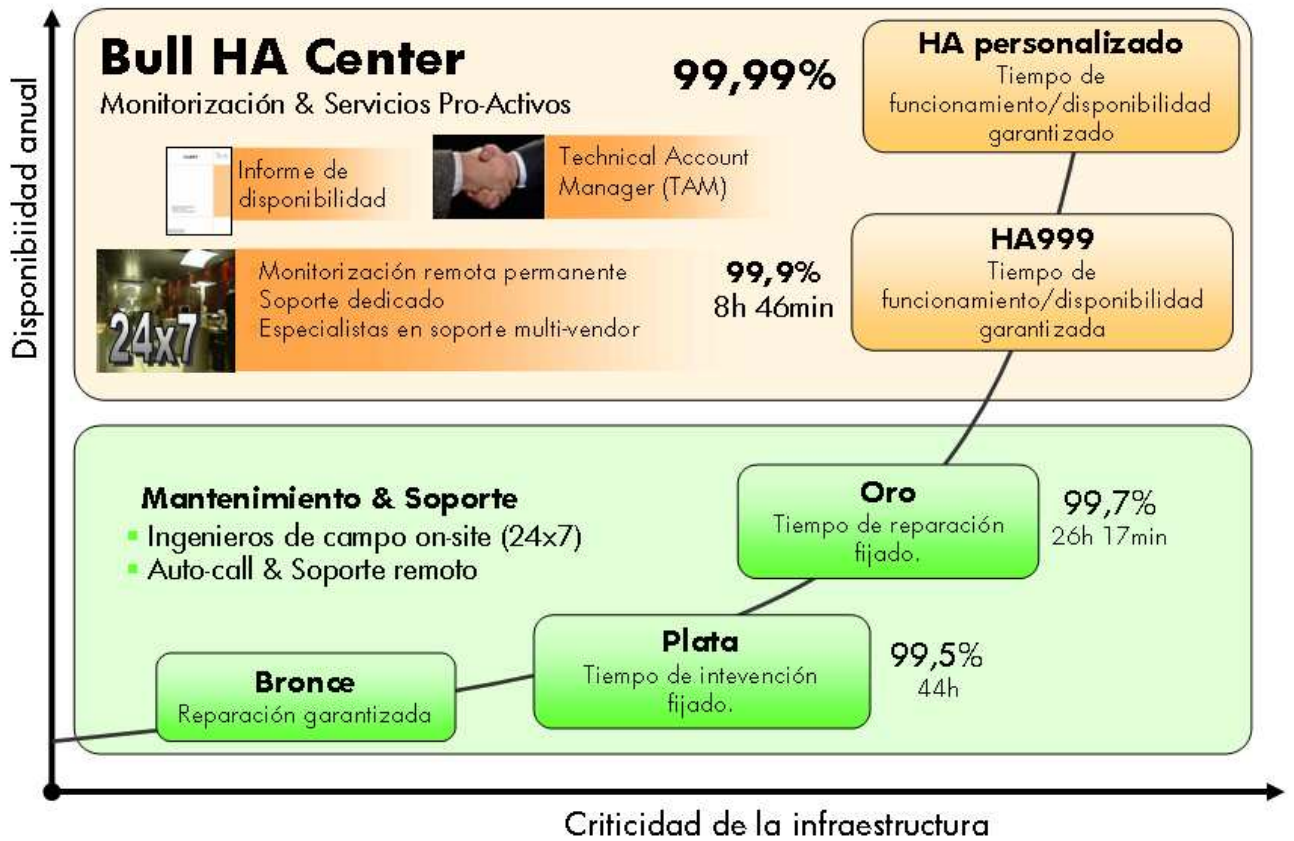 Disponibiidad anual
Bull HA Center
Monitorización & Servicios Pro-Activos
99,99%
HA personalizado
Tiempo de
funcionamiento/disponibilidad
garantizado
Informe de
disponibilidad
Technical Account
Manager (TAM)
24x7
Monitorización remota permanente
Soporte dedicado
Especialistas en soporte multi-vendor
99,9%
8h 46min
HA999
Tiempo de
funcionamiento/disponibilidad
garantizada
Mantenimiento & Soporte
Ingenieros de campo on-site (24x7)
Auto-call & Soporte remoto
Oro
Tiempo de reparación
fijado.
99,7%
26h 17min
Plata
Tiempo de intevención
fijado.
99,5%
44h
Bronce
Reparación garantizada
Criticidad de la infraestructura